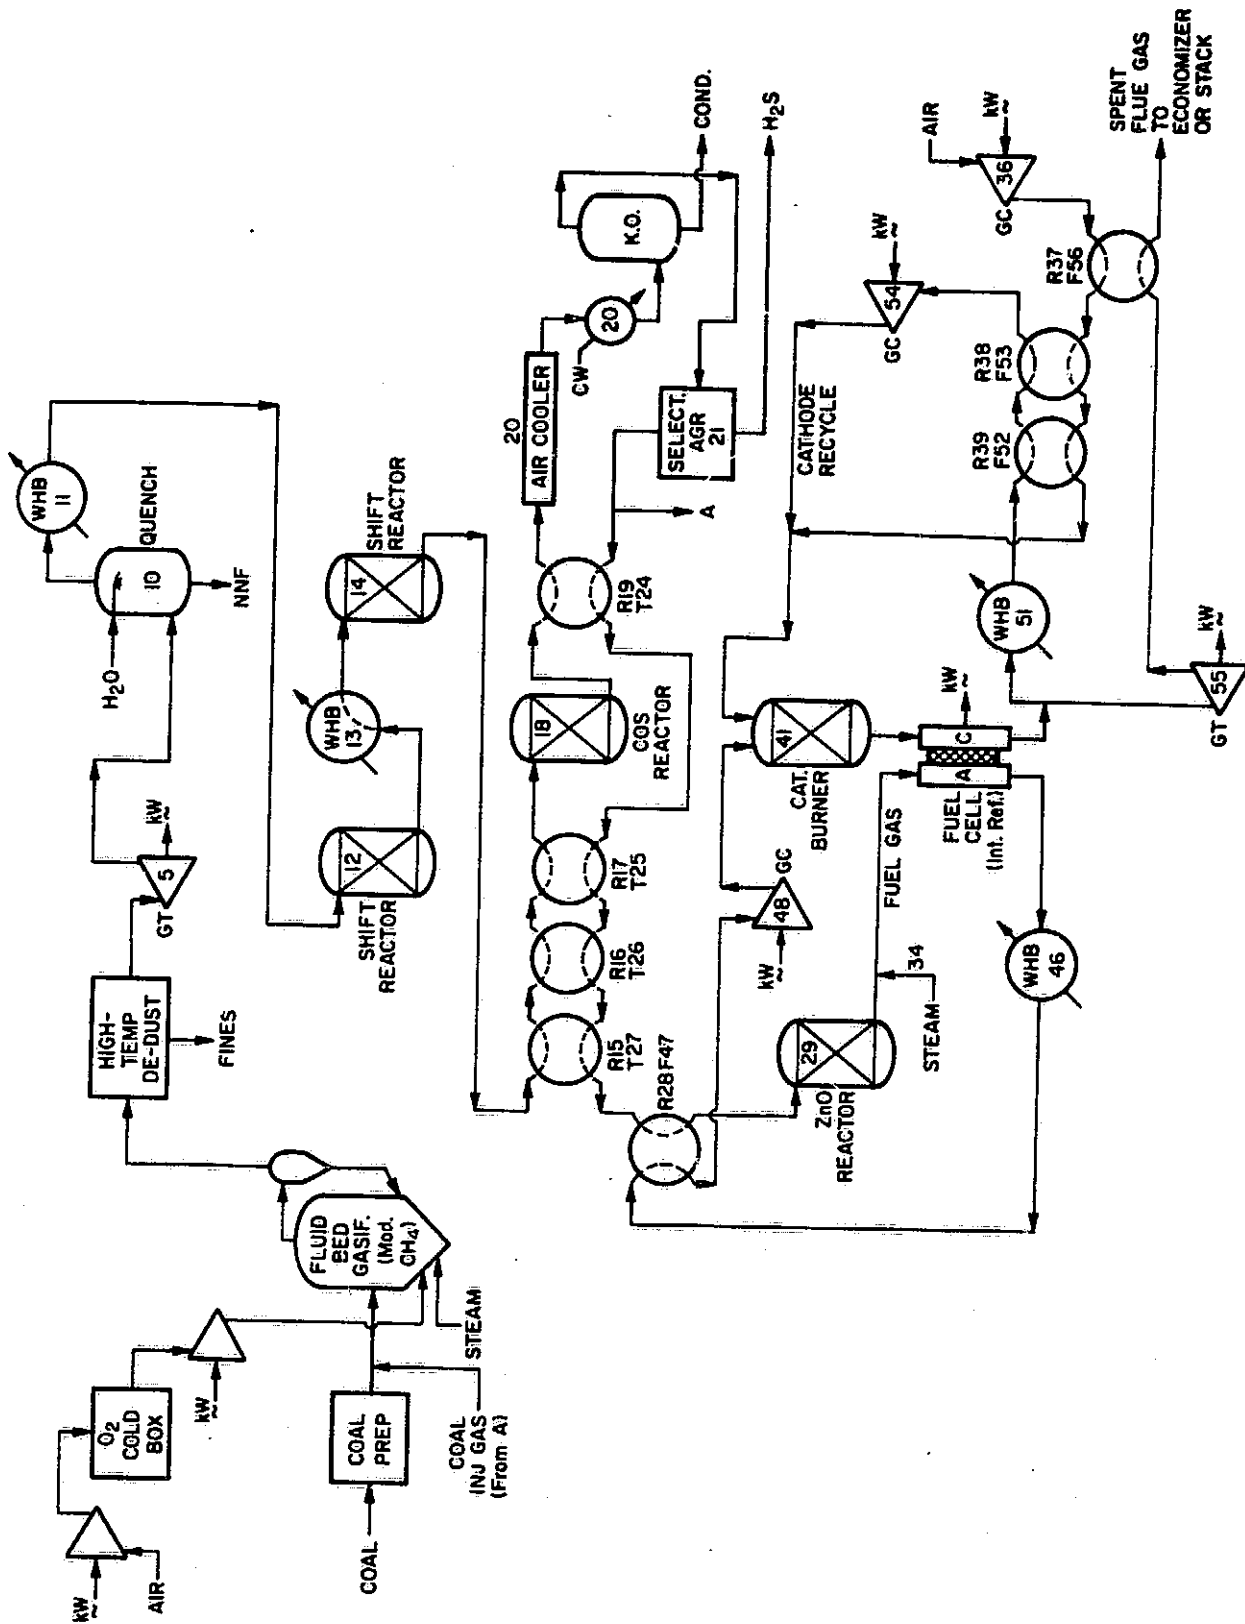 kW
~
AIR
O2
COLD
BOX
kW
~
COAL
COAL
PREP
COAL
INJ GAS
(From A)
STEAM
FLUID
BED
GASIF.
(Mod.
CH4)
HIGH-
TEMP
DE-DUST
FINES
GT
5
kW
~
H2O
10
QUENCH
NNF
WHB
11
12
SHIFT
REACTOR
WHB
13
14
SHIFT
REACTOR
R15
T27
R16
T26
R17
T25
18
COS
REACTOR
R19
T24
20
AIR COOLER
CW
20
K.O.
COND.
SELECT.
AGR
21
H2S
A
R28F47
29
ZnO
REACTOR
STEAM
34
FUEL GAS
kW
~
48
GC
41
CAT.
BURNER
CATHODE
RECYCLE
A
C
kW
~
FUEL
CELL
(Int. Ref.)
WHB
46
WHB
51
R39
F52
R38
F53
GC
54
kW
~
R37
F56
GC
36
AIR
kW
~
GT
55
kW
~
SPENT
FLUE GAS
TO
ECONOMIZER
OR STACK